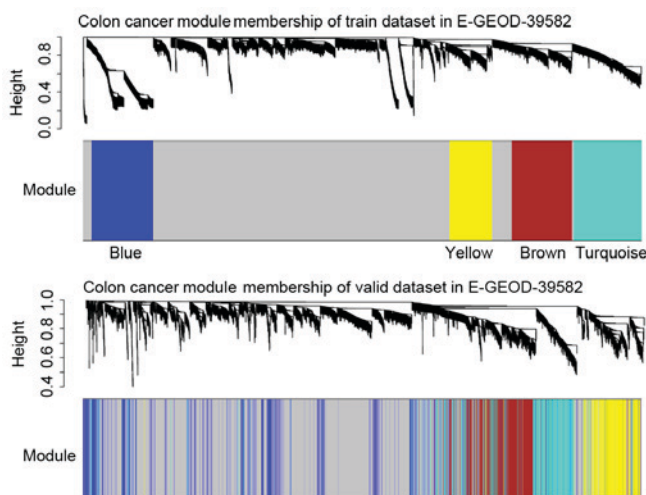 Colon cancer module membership of train dataset in E-GEOD-39582
Height
0.8
0.4
0.0
Module
Blue
Yellow
Brown
Turquoise
Colon cancer module membership of valid dataset in E-GEOD-39582
Height
1.0
0.8
0.6
0.4
Module